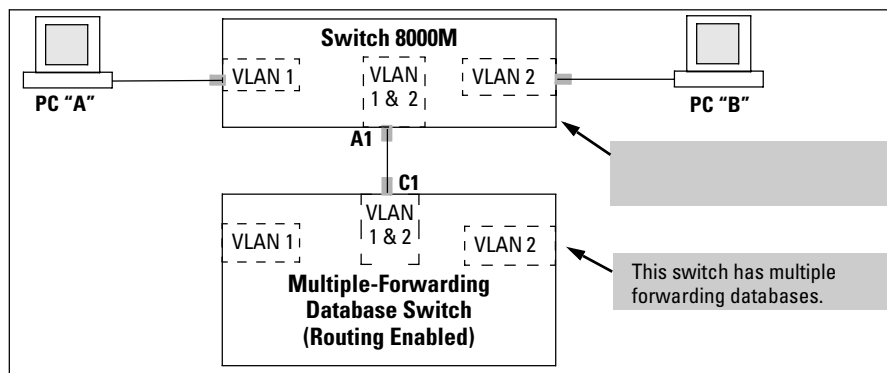 Switch 8000M
PC "A"
VLAN 1
VLAN
1 & 2
VLAN 2
PC "B"
A1
C1
VLAN 1
VLAN
1 & 2
VLAN 2
Multiple-Forwarding
Database Switch
(Routing Enabled)
This switch has multiple
forwarding databases.